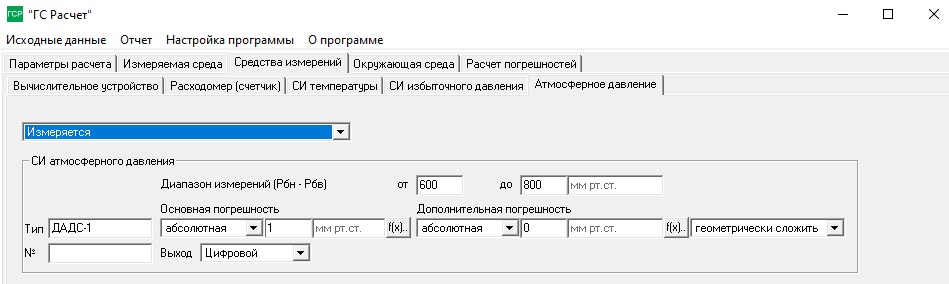 ГСР "ГС Расчет"
Исходные данные Отчет Настройка программы О программе
Параметры расчета Измеряемая среда Средства измерений Окружающая среда Расчет погрешностей
Вычислительное устройство Расходомер (счетчик) СИ температуры СИ избыточного давления Атмосферное давление
Измеряется
СИ атмосферного давления
Диапазон измерений (Рбн - Рбв) от 600 до 800 мм рт.ст.
Основная погрешность Дополнительная погрешность
Тип ДАДС-1 абсолютная 1 мм рт.ст. f(x).. абсолютная 0 мм рт.ст. f(x).. геометрически сложить
№ Выход Цифровой